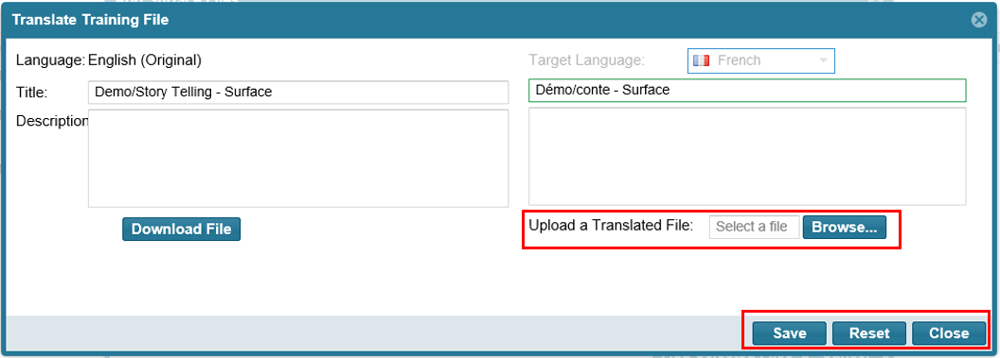 Translate Training File
Language: English (Original)
Target Language: French
Title: Demo/Story Telling - Surface
Démo/conte - Surface
Description
Download File
Upload a Translated File: Select a file Browse...
Save Reset Close